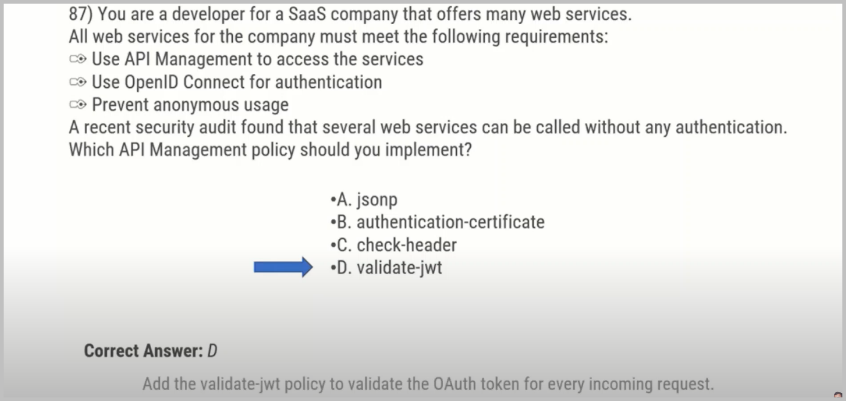 87) You are a developer for a SaaS company that offers many web services.
All web services for the company must meet the following requirements:
Use API Management to access the services
Use OpenID Connect for authentication
Prevent anonymous usage
A recent security audit found that several web services can be called without any authentication.
Which API Management policy should you implement?
•A. jsonp
•B. authentication-certificate
•C. check-header
•D. validate-jwt
Correct Answer: D
Add the validate-jwt policy to validate the OAuth token for every incoming request.